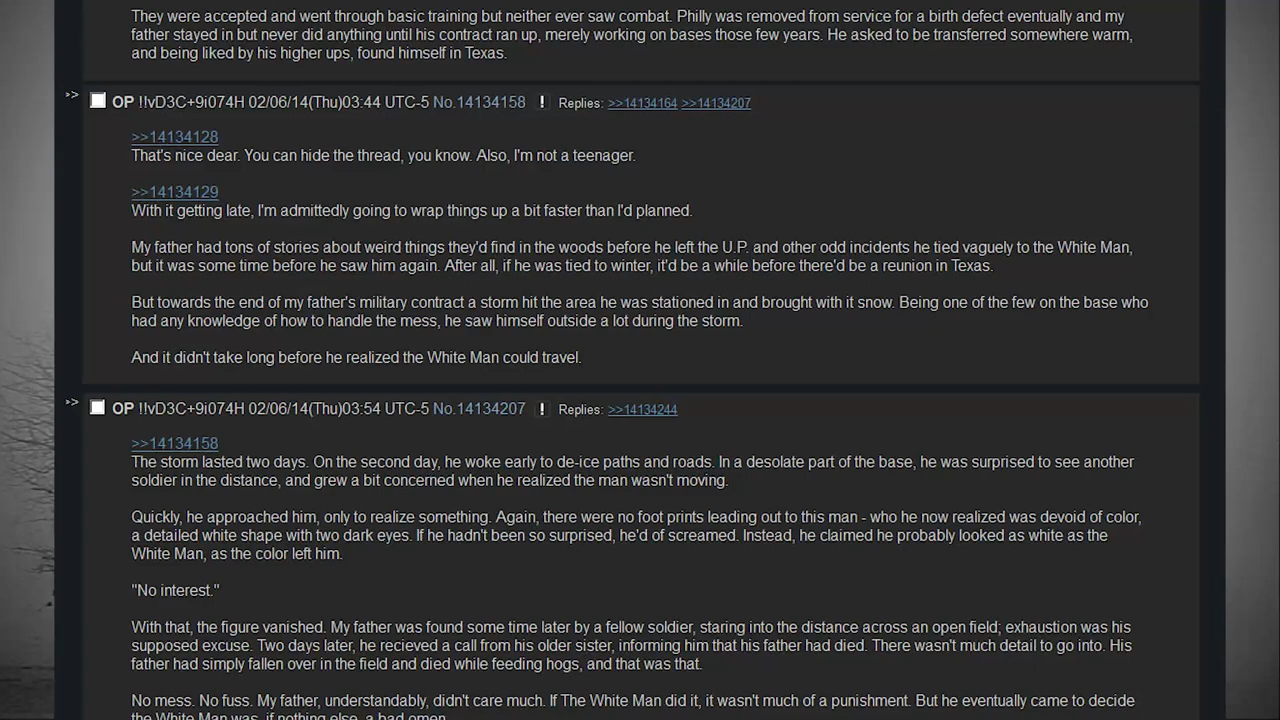 They were accepted and went through basic training but neither ever saw combat. Philly was removed from service for a birth defect eventually and my
father stayed in but never did anything until his contract ran up, merely working on bases those few years. He asked to be transferred somewhere warm,
and being liked by his higher ups, found himself in Texas.
>> OP !!vD3C+9i074H 02/06/14(Thu)03:44 UTC-5 No.14134158 ! Replies: >>14134164 >>14134207
>>14134128
That's nice dear. You can hide the thread, you know. Also, I'm not a teenager.
>>14134129
With it getting late, I'm admittedly going to wrap things up a bit faster than I'd planned.
My father had tons of stories about weird things they'd find in the woods before he left the U.P. and other odd incidents he tied vaguely to the White Man,
but it was some time before he saw him again. After all, if he was tied to winter, it'd be a while before there'd be a reunion in Texas.
But towards the end of my father's military contract a storm hit the area he was stationed in and brought with it snow. Being one of the few on the base who
had any knowledge of how to handle the mess, he saw himself outside a lot during the storm.
And it didn't take long before he realized the White Man could travel.
>> OP !!vD3C+9i074H 02/06/14(Thu)03:54 UTC-5 No.14134207 ! Replies: >>14134244
>>14134158
The storm lasted two days. On the second day, he woke early to de-ice paths and roads. In a desolate part of the base, he was surprised to see another
soldier in the distance, and grew a bit concerned when he realized the man wasn't moving.
Quickly, he approached him, only to realize something. Again, there were no foot prints leading out to this man - who he now realized was devoid of color,
a detailed white shape with two dark eyes. If he hadn't been so surprised, he'd of screamed. Instead, he claimed he probably looked as white as the
White Man, as the color left him.
"No interest."
With that, the figure vanished. My father was found some time later by a fellow soldier, staring into the distance across an open field; exhaustion was his
supposed excuse. Two days later, he recieved a call from his older sister, informing him that his father had died. There wasn't much detail to go into. His
father had simply fallen over in the field and died while feeding hogs, and that was that.
No mess. No fuss. My father, understandably, didn't care much. If The White Man did it, it wasn't much of a punishment. But he eventually came to decide
the White Man was, if nothing else, a bad omen.